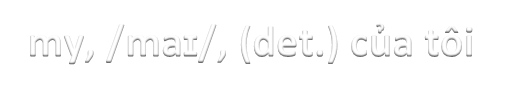 my, /maɪ/, (det.) của tôi